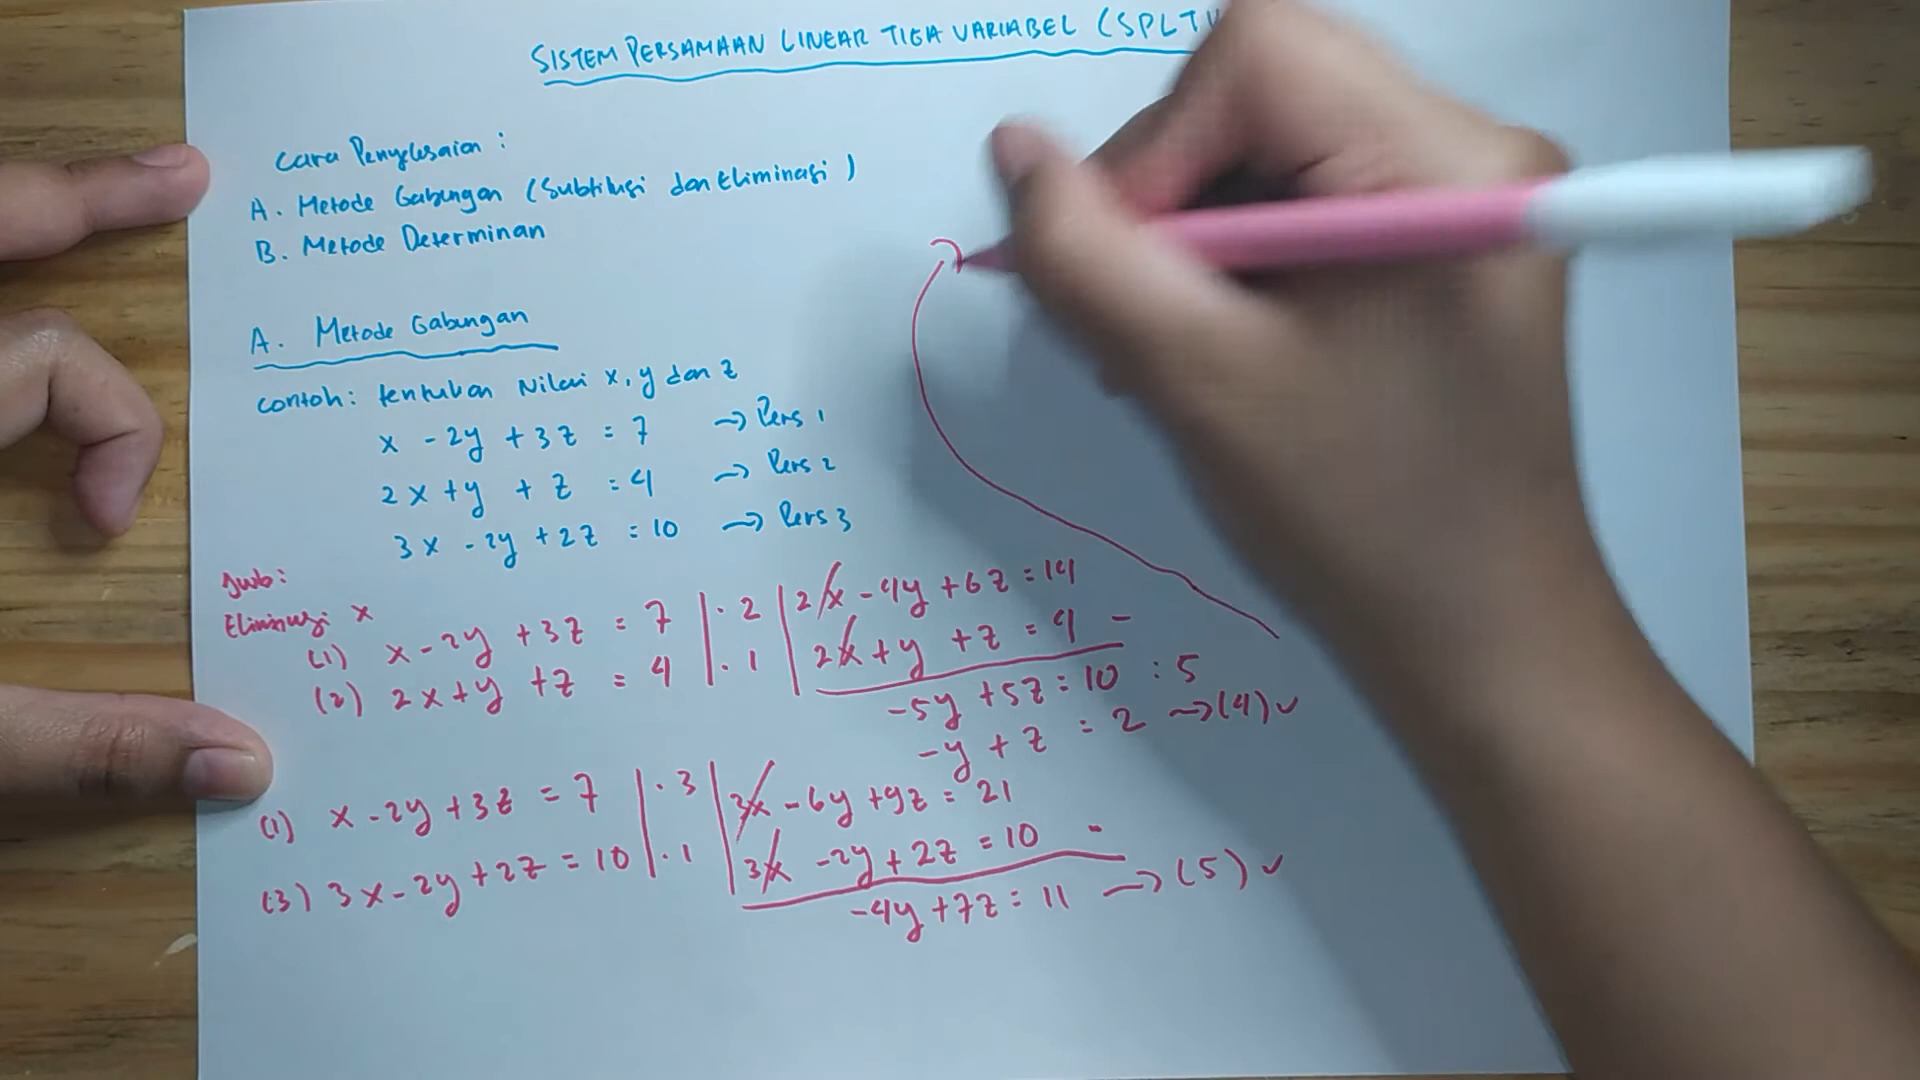 SISTEM PERSAMAAN LINEAR TIGA VARIABEL (SPLT
Cara Penyelesaian :
A. Metode Gabungan (Subtitusi dan Eliminasi)
B. Metode Determinan
A. Metode Gabungan
contoh: tentukan Nilai x, y dan z
x - 2y + 3z = 7 → Pers 1
2x + y + z = 4 → Pers 2
3x - 2y + 2z = 10 → Pers 3
Jwb:
Eliminasi x
(1) x - 2y + 3z = 7 | · 2 | 2x - 4y + 6z = 14
(2) 2x + y + z = 4 | · 1 | 2x + y + z = 4 -
-5y + 5z = 10 : 5
-y + z = 2 → (4) ✓
(1) x - 2y + 3z = 7 | · 3 | 3x - 6y + 9z = 21
(3) 3x - 2y + 2z = 10 | · 1 | 3x - 2y + 2z = 10 -
-4y + 7z = 11 → (5) ✓